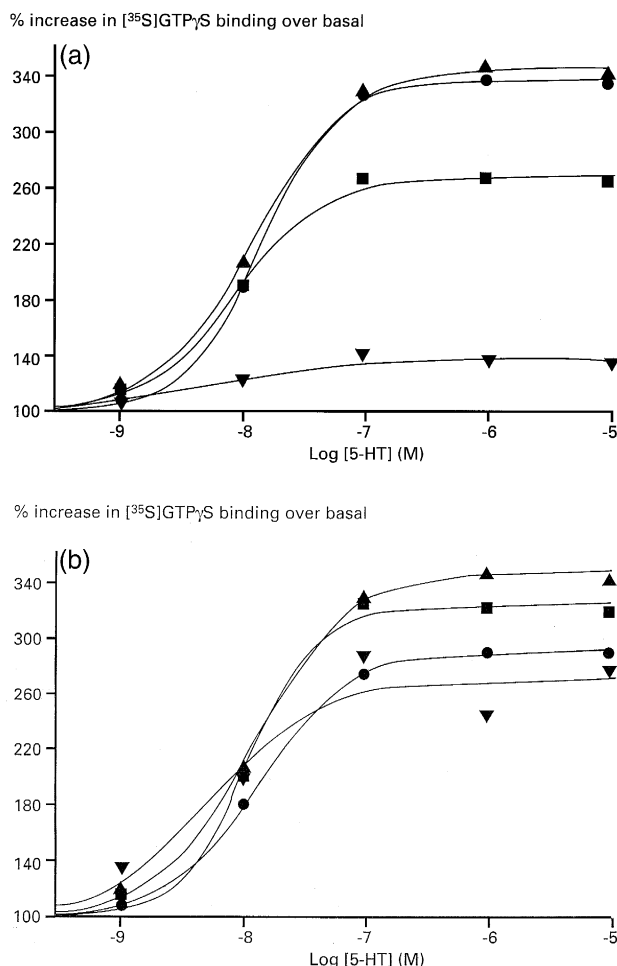 % increase in [³⁵S]GTPγS binding over basal
(a)
340
300
260
220
180
140
100
-9 -8 -7 -6 -5
Log [5-HT] (M)
% increase in [³⁵S]GTPγS binding over basal
(b)
340
300
260
220
180
140
100
-9 -8 -7 -6 -5
Log [5-HT] (M)